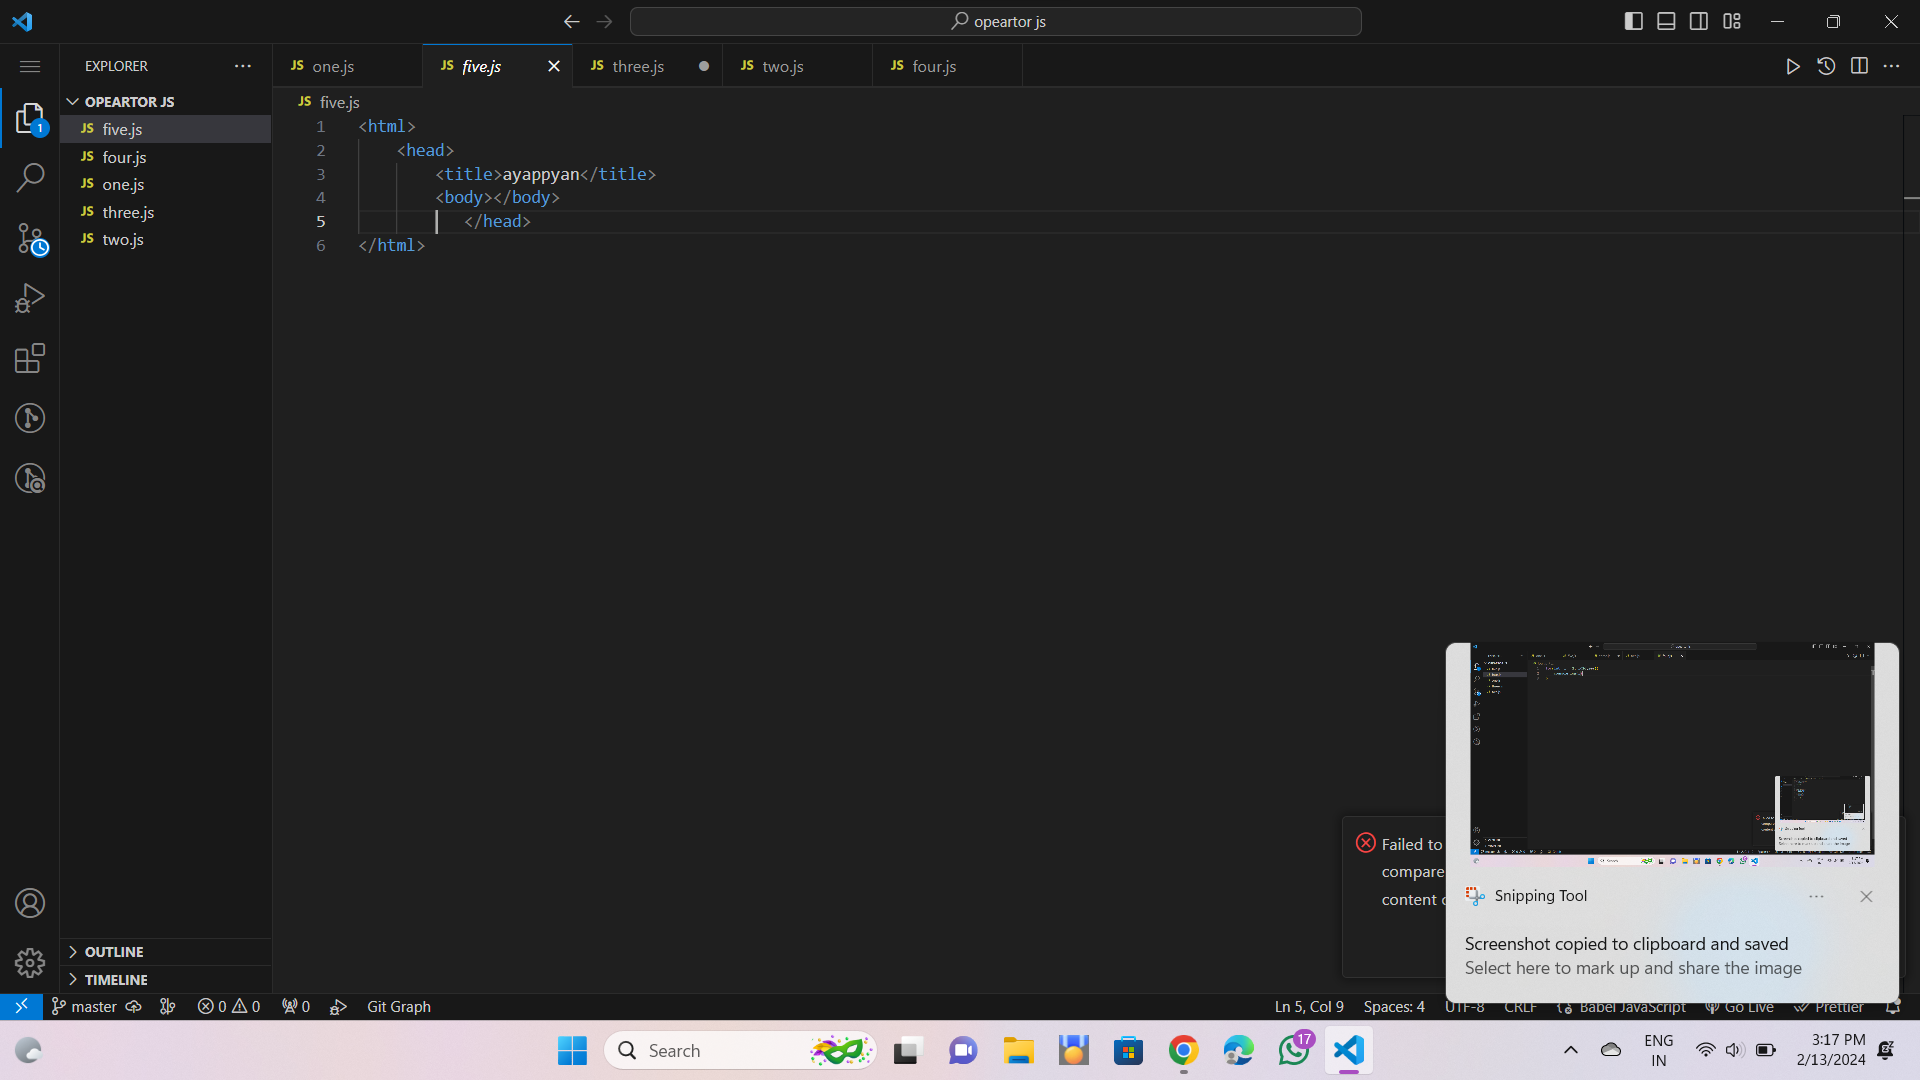 opeartor js
EXPLORER
JS one.js
JS five.js
JS three.js
JS two.js
JS four.js
OPEARTOR JS
JS five.js
JS four.js
JS one.js
JS three.js
JS two.js
JS five.js
1 <html>
2 <head>
3 <title>ayappyan</title>
4 <body></body>
5 </head>
6 </html>
1
Failed to
compare
content
Snipping Tool
Screenshot copied to clipboard and saved
Select here to mark up and share the image
OUTLINE
TIMELINE
master
0 0
0
Git Graph
Ln 5, Col 9
Spaces: 4
UTF-8
CRLF
Babel JavaScript
Go Live
Prettier
Search
17
ENG
IN
3:17 PM
2/13/2024